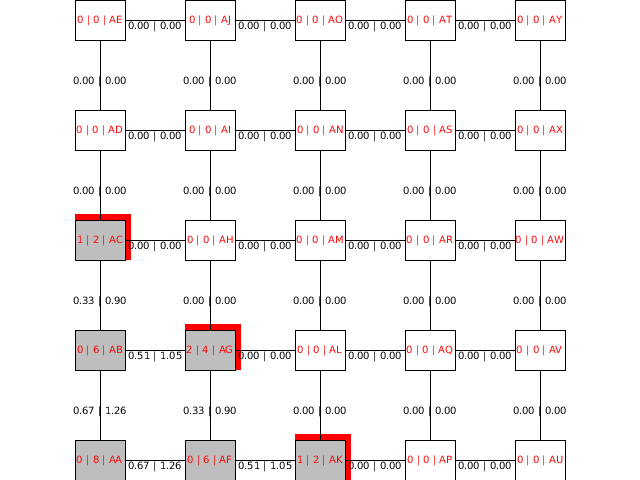 0 | 0 | AE 0.00 | 0.00 0 | 0 | AJ 0.00 | 0.00 0 | 0 | AO 0.00 | 0.00 0 | 0 | AT 0.00 | 0.00 0 | 0 | AY
0.00 | 0.00 0.00 | 0.00 0.00 | 0.00 0.00 | 0.00 0.00 | 0.00
0 | 0 | AD 0.00 | 0.00 0 | 0 | AI 0.00 | 0.00 0 | 0 | AN 0.00 | 0.00 0 | 0 | AS 0.00 | 0.00 0 | 0 | AX
0.00 | 0.00 0.00 | 0.00 0.00 | 0.00 0.00 | 0.00 0.00 | 0.00
1 | 2 | AC 0.00 | 0.00 0 | 0 | AH 0.00 | 0.00 0 | 0 | AM 0.00 | 0.00 0 | 0 | AR 0.00 | 0.00 0 | 0 | AW
0.33 | 0.90 0.00 | 0.00 0.00 | 0.00 0.00 | 0.00 0.00 | 0.00
0 | 6 | AB 0.51 | 1.05 2 | 4 | AG 0.00 | 0.00 0 | 0 | AL 0.00 | 0.00 0 | 0 | AQ 0.00 | 0.00 0 | 0 | AV
0.67 | 1.26 0.33 | 0.90 0.00 | 0.00 0.00 | 0.00 0.00 | 0.00
0 | 8 | AA 0.67 | 1.26 0 | 6 | AF 0.51 | 1.05 1 | 2 | AK 0.00 | 0.00 0 | 0 | AP 0.00 | 0.00 0 | 0 | AU